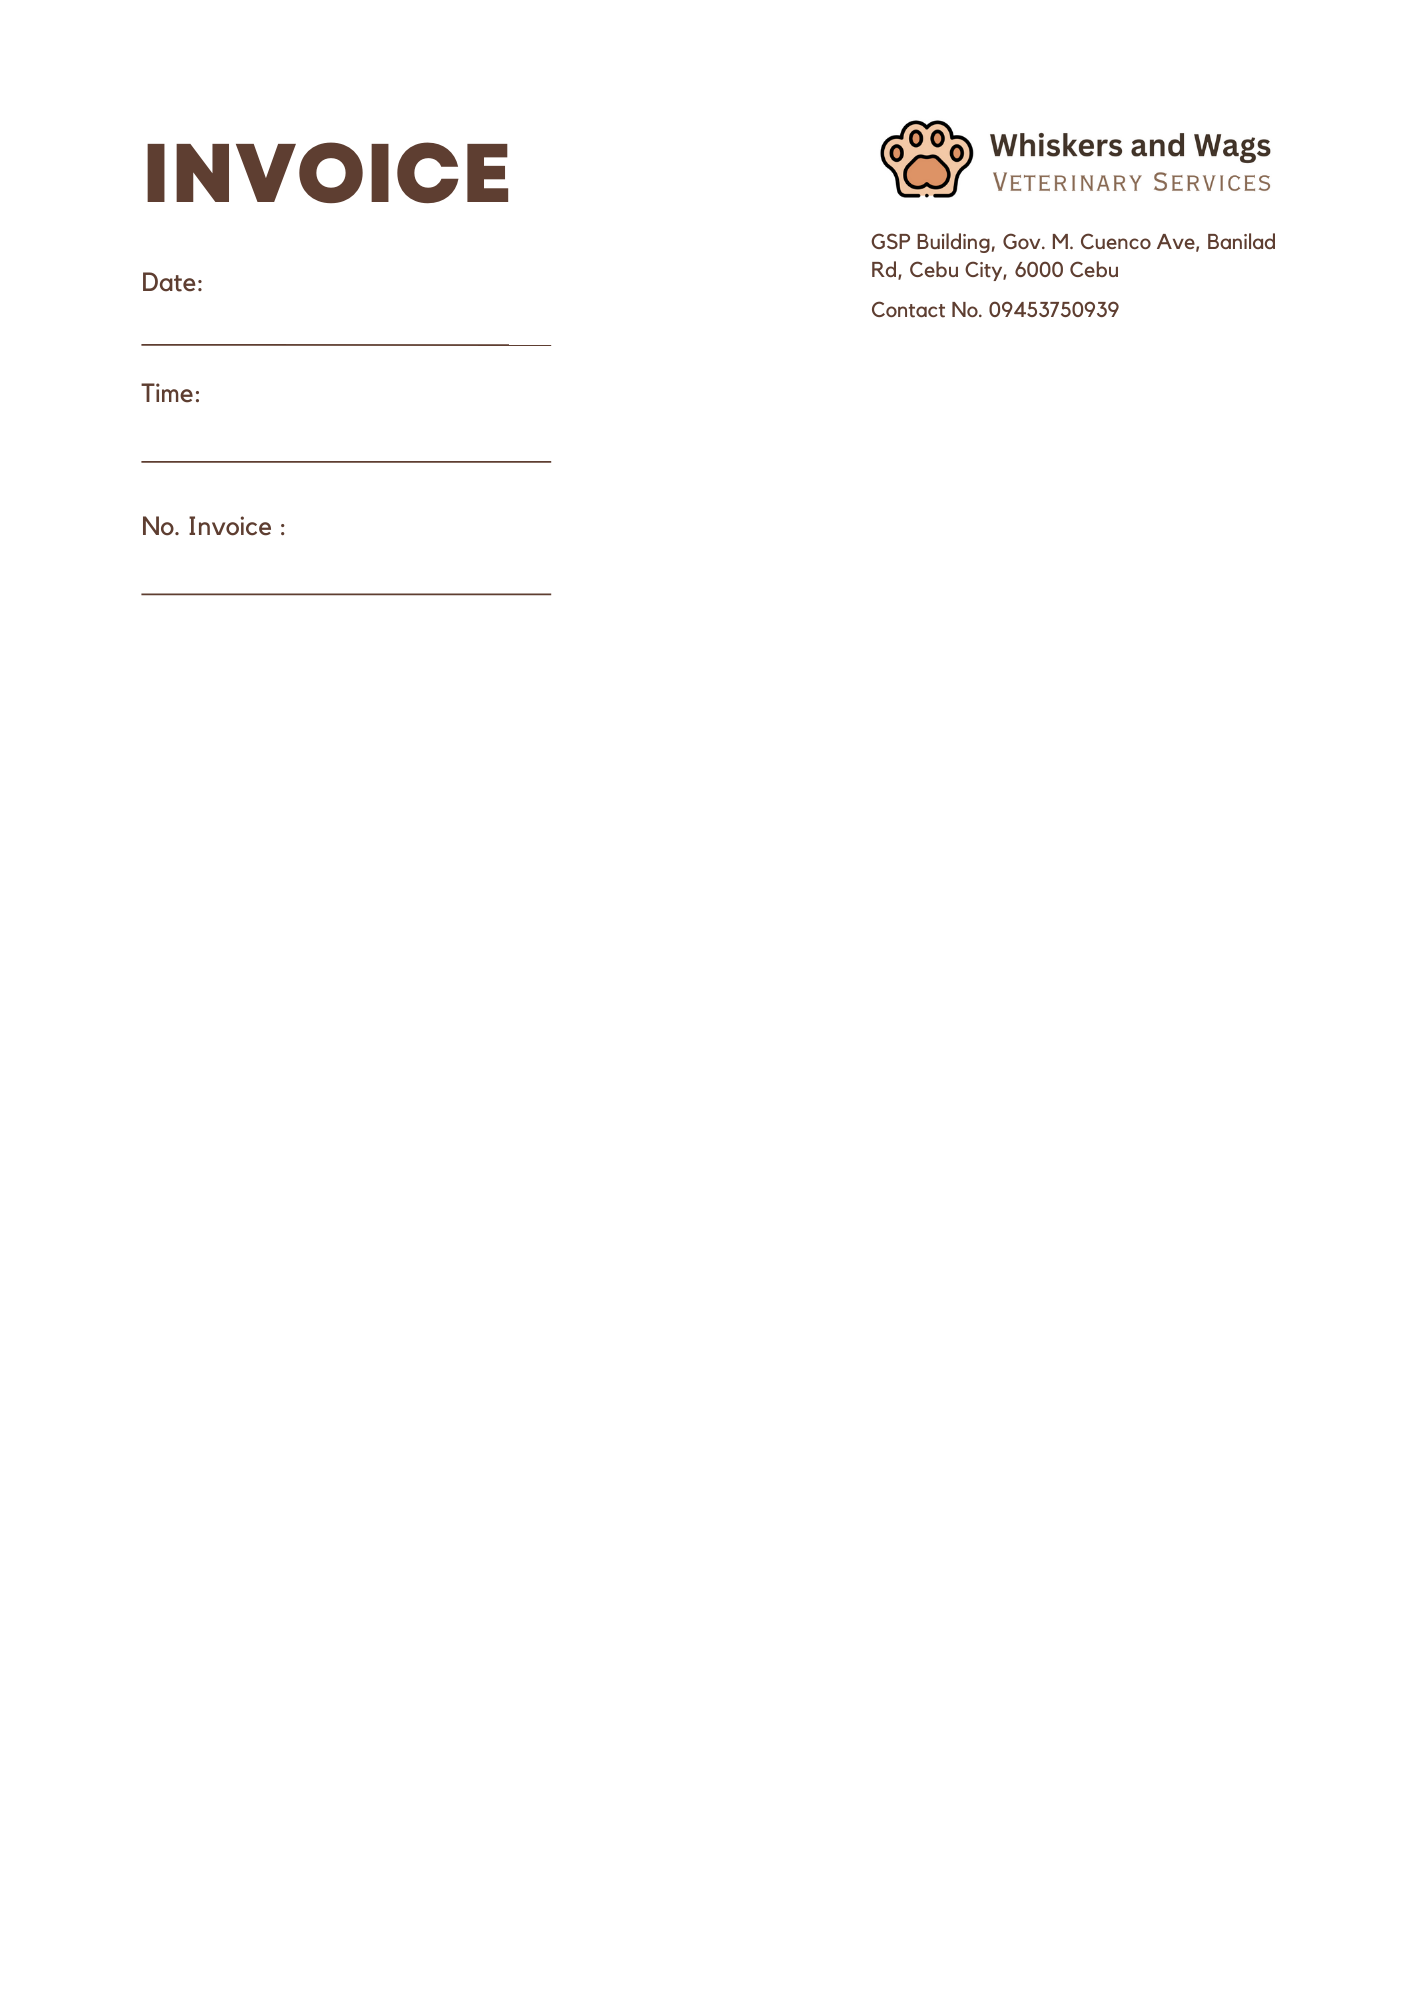 INVOICE
Whiskers and Wags
VETERINARY SERVICES
GSP Building, Gov. M. Cuenco Ave, Banilad
Rd, Cebu City, 6000 Cebu
Contact No. 09453750939
Date:
Time:
No. Invoice :